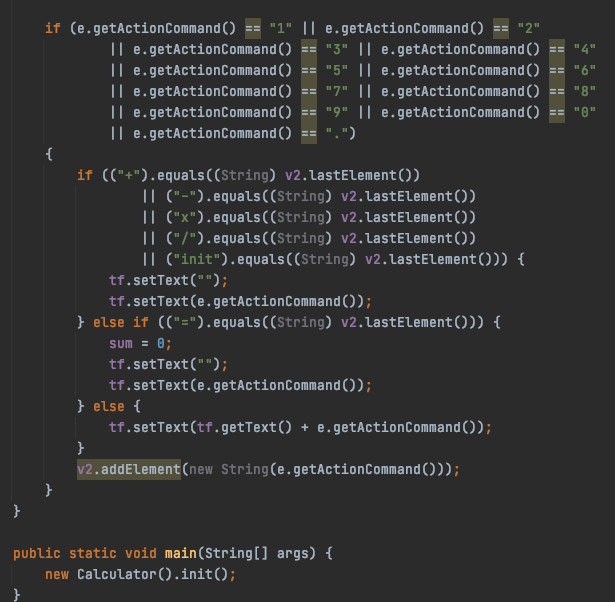 if (e.getActionCommand() == "1" || e.getActionCommand() == "2"
|| e.getActionCommand() == "3" || e.getActionCommand() == "4"
|| e.getActionCommand() == "5" || e.getActionCommand() == "6"
|| e.getActionCommand() == "7" || e.getActionCommand() == "8"
|| e.getActionCommand() == "9" || e.getActionCommand() == "0"
|| e.getActionCommand() == ".")
{
if (("+").equals((String) v2.lastElement())
|| ("-").equals((String) v2.lastElement())
|| ("x").equals((String) v2.lastElement())
|| ("/").equals((String) v2.lastElement())
|| ("init").equals((String) v2.lastElement())) {
tf.setText("");
tf.setText(e.getActionCommand());
} else if (("=").equals((String) v2.lastElement())) {
sum = 0;
tf.setText("");
tf.setText(e.getActionCommand());
} else {
tf.setText(tf.getText() + e.getActionCommand());
}
v2.addElement(new String(e.getActionCommand()));
}
}
public static void main(String[] args) {
new Calculator().init();
}